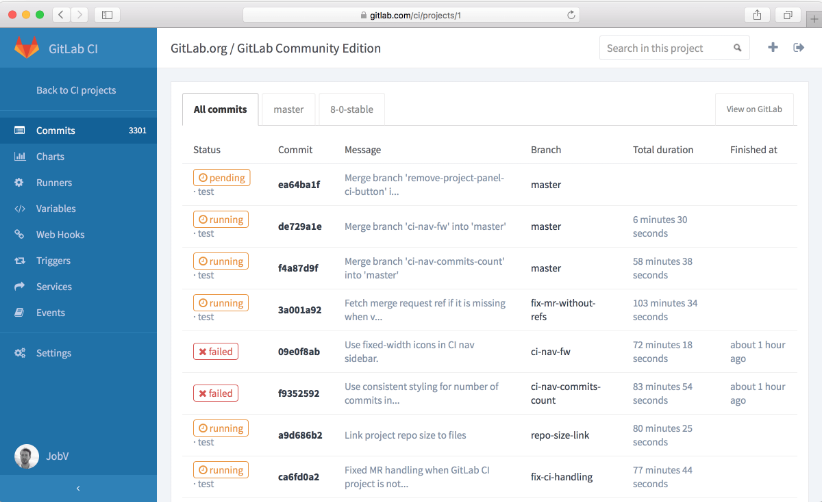 gitlab.com/ci/projects/1
GitLab CI
GitLab.org / GitLab Community Edition
Search in this project
Back to CI projects
Commits 3301
Charts
Runners
Variables
Web Hooks
Triggers
Services
Events
Settings
JobV
All commits master 8-0-stable View on GitLab
Status Commit Message Branch Total duration Finished at
pending
· test
ea64ba1f
Merge branch 'remove-project-panel-
ci-button' i...
master
running
· test
de729a1e
Merge branch 'ci-nav-fw' into 'master'
master
6 minutes 30
seconds
running
· test
f4a87d9f
Merge branch 'ci-nav-commits-count'
into 'master'
master
58 minutes 38
seconds
running
· test
3a001a92
Fetch merge request ref if it is missing
when v...
fix-mr-without-
refs
103 minutes 34
seconds
failed
09e0f8ab
Use fixed-width icons in CI nav
sidebar.
ci-nav-fw
72 minutes 18
seconds
about 1 hour
ago
failed
f9352592
Use consistent styling for number of
commits in...
ci-nav-commits-
count
83 minutes 54
seconds
about 1 hour
ago
running
· test
a9d686b2
Link project repo size to files
repo-size-link
80 minutes 25
seconds
running
· test
ca6fd0a2
Fixed MR handling when GitLab CI
project is not...
fix-ci-handling
77 minutes 44
seconds